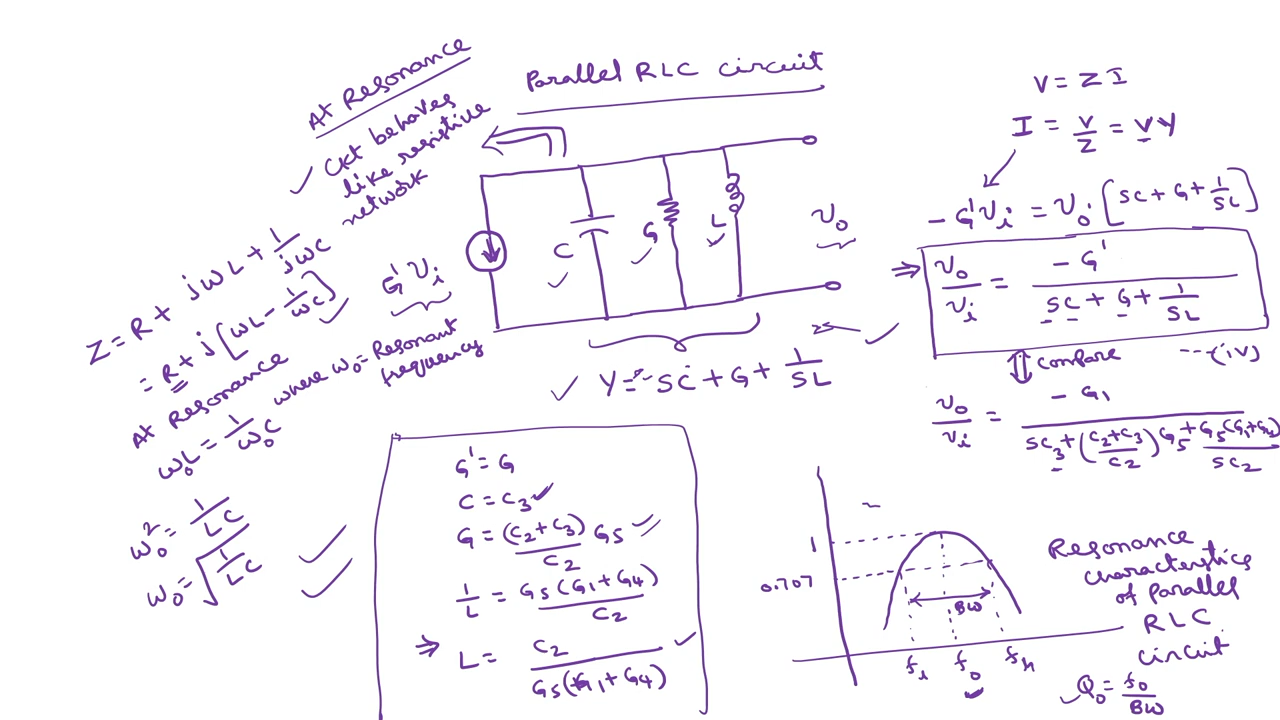 Parallel RLC circuit
At Resonance
✓ Ckt behaves
like resistive
network
Z = R + jωL + 1/jωC
= R + j[ωL - 1/ωC] ✓
At Resonance
ω₀L = 1/ω₀C where ω₀ = Resonant
frequency
ω₀² = 1/LC
ω₀ = √1/LC
G' Vi
C ✓
G ✓
L ✓
V₀
✓ Y = SC + G + 1/SL
V = Z I
I = V/Z = VY
- G'Vi = V₀ [SC + G + 1/SL]
⇒ V₀/Vi = - G' / SC + G + 1/SL
⇕ Compare ---(iv)
V₀/Vi = - G₁ / SC₃ + (C₂+C₃/C₂) G₅ + G₅(G₁+G₄)/SC₂
G' = G
C = C₃ ✓
G = (C₂+C₃)/C₂ G₅ ✓
1/L = G₅(G₁+G₄)/C₂
⇒ L = C₂/G₅(G₁+G₄) ✓
1
0.707
BW
fL f₀ fH
Resonance
characterstics
of Parallel
RLC
circuit
✓ Q₀ = f₀/BW